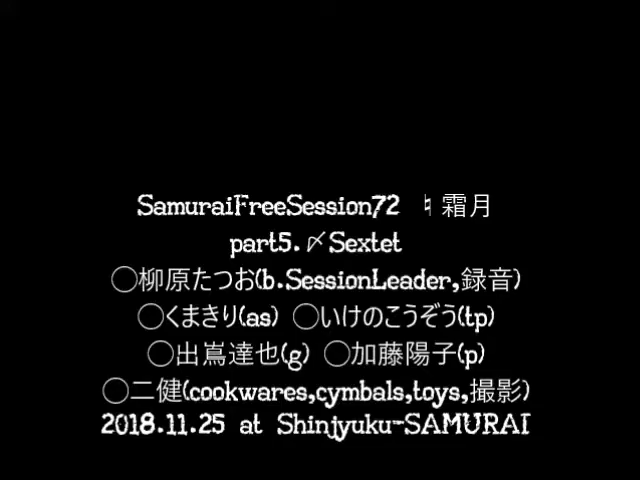 SamuraiFreeSession72 ♮霜月
part5.〆Sextet
◯柳原たつお(b.SessionLeader,録音)
◯くまきり(as) ◯いけのこうぞう(tp)
◯出嶌達也(g) ◯加藤陽子(p)
◯二健(cookwares,cymbals,toys,撮影)
2018.11.25 at Shinjyuku-SAMURAI